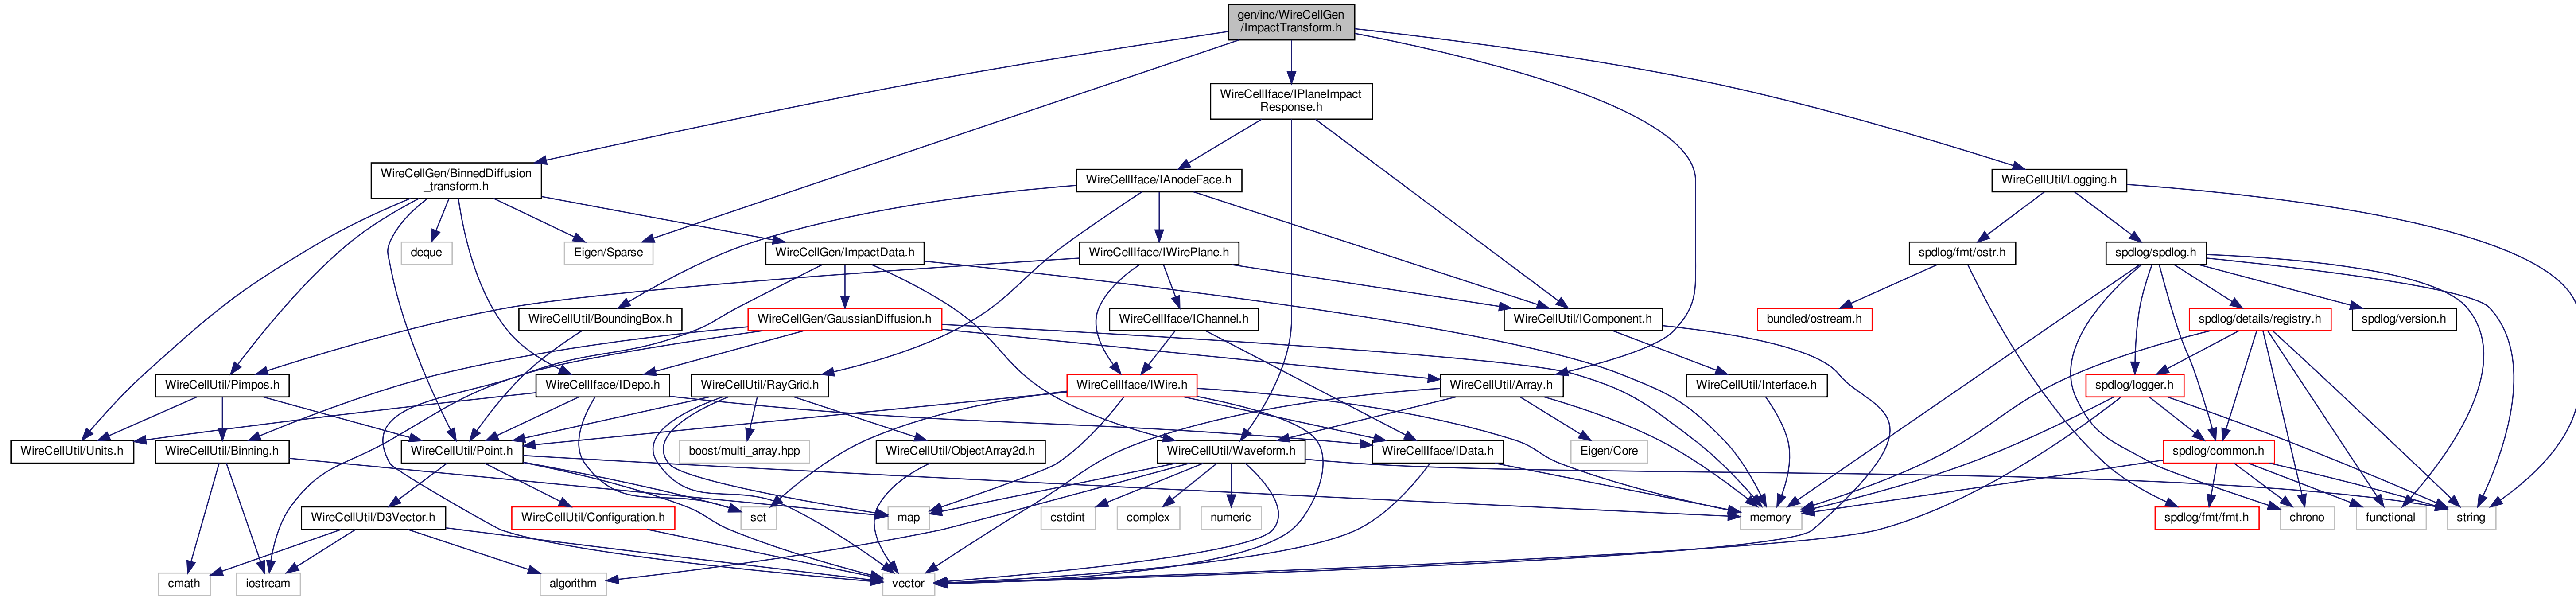 gen/inc/WireCellGen
/ImpactTransform.h
WireCellIface/IPlaneImpact
Response.h
WireCellGen/BinnedDiffusion
_transform.h
WireCellIface/IAnodeFace.h
WireCellUtil/Logging.h
deque
Eigen/Sparse
WireCellGen/ImpactData.h
WireCellIface/IWirePlane.h
spdlog/fmt/ostr.h
spdlog/spdlog.h
WireCellUtil/BoundingBox.h
WireCellGen/GaussianDiffusion.h
WireCellIface/IChannel.h
WireCellUtil/IComponent.h
bundled/ostream.h
spdlog/details/registry.h
spdlog/version.h
WireCellUtil/Pimpos.h
WireCellIface/IDepo.h
WireCellUtil/RayGrid.h
WireCellIface/IWire.h
WireCellUtil/Array.h
WireCellUtil/Interface.h
spdlog/logger.h
WireCellUtil/Units.h
WireCellUtil/Binning.h
WireCellUtil/Point.h
boost/multi_array.hpp
WireCellUtil/ObjectArray2d.h
WireCellUtil/Waveform.h
WireCellIface/IData.h
Eigen/Core
spdlog/common.h
WireCellUtil/D3Vector.h
WireCellUtil/Configuration.h
set
map
cstdint
complex
numeric
memory
spdlog/fmt/fmt.h
chrono
functional
string
cmath
iostream
algorithm
vector